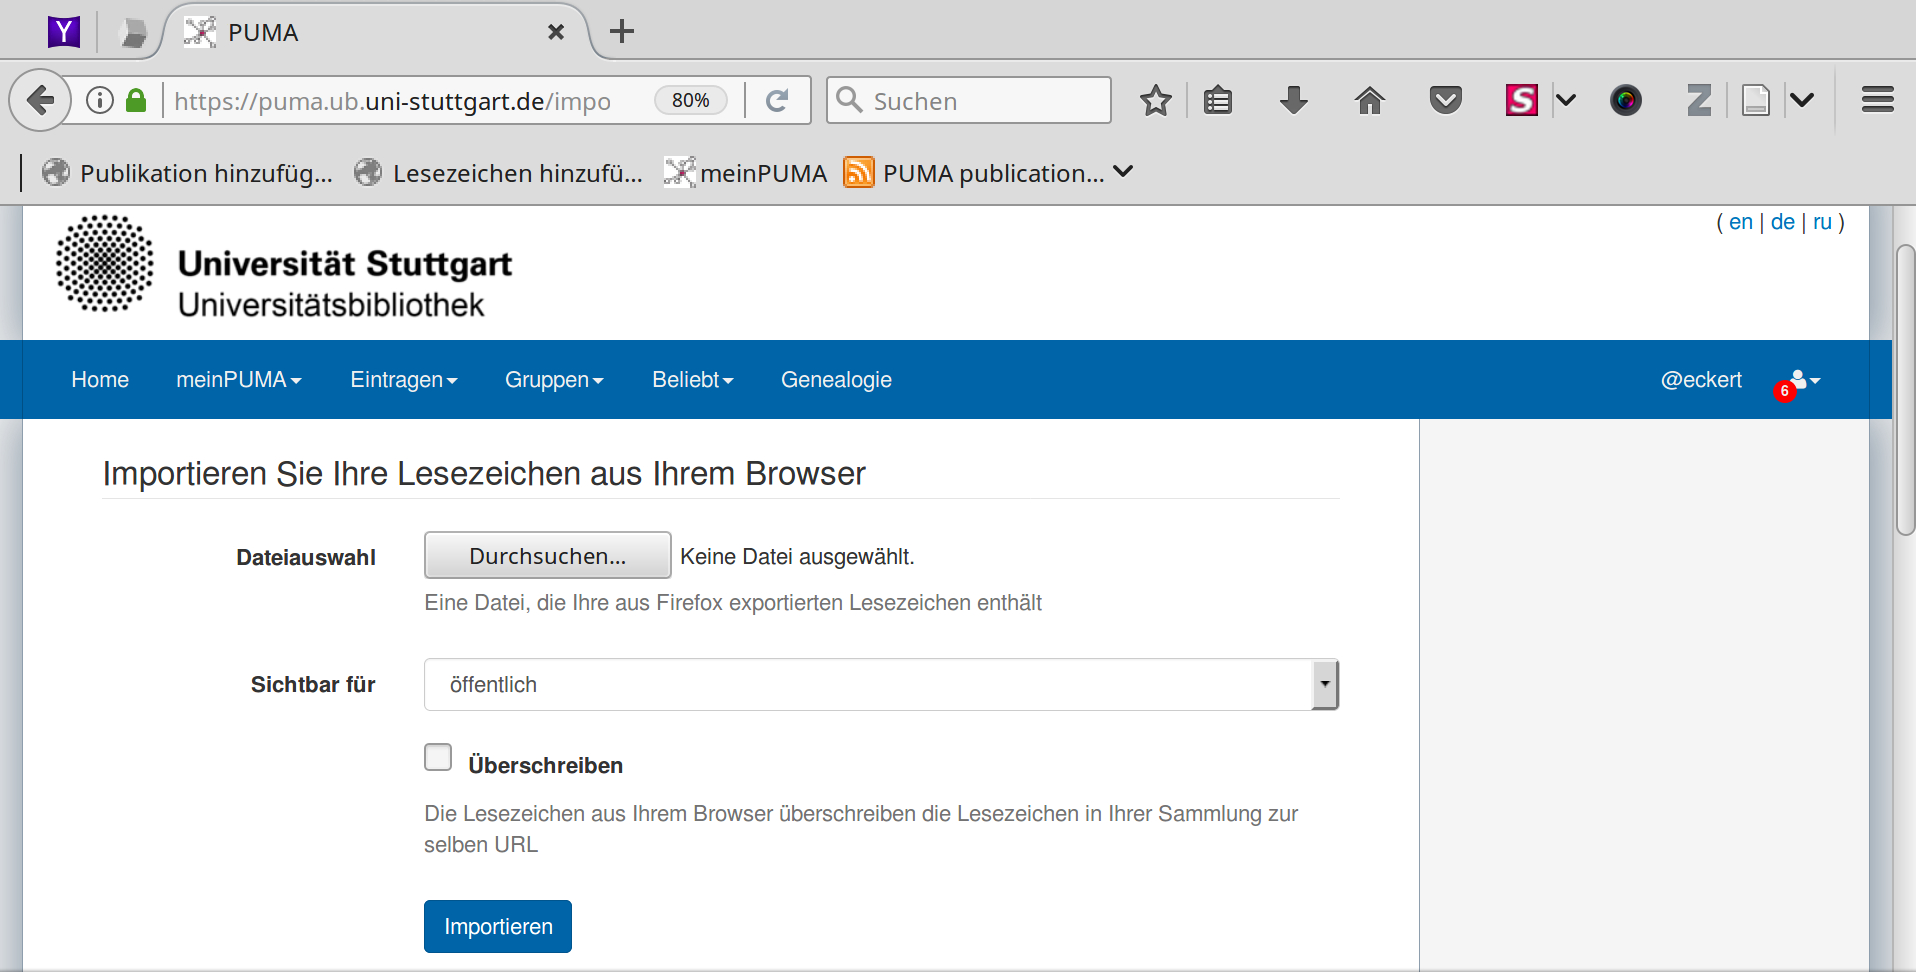 Y PUMA
https://puma.ub.uni-stuttgart.de/impo 80% Suchen S Z
Publikation hinzufüg... Lesezeichen hinzufü... meinPUMA PUMA publication...
( en | de | ru )
Universität Stuttgart
Universitätsbibliothek
Home meinPUMA Eintragen Gruppen Beliebt Genealogie @eckert 6
Importieren Sie Ihre Lesezeichen aus Ihrem Browser
Dateiauswahl Durchsuchen... Keine Datei ausgewählt.
Eine Datei, die Ihre aus Firefox exportierten Lesezeichen enthält
Sichtbar für öffentlich
Überschreiben
Die Lesezeichen aus Ihrem Browser überschreiben die Lesezeichen in Ihrer Sammlung zur
selben URL
Importieren